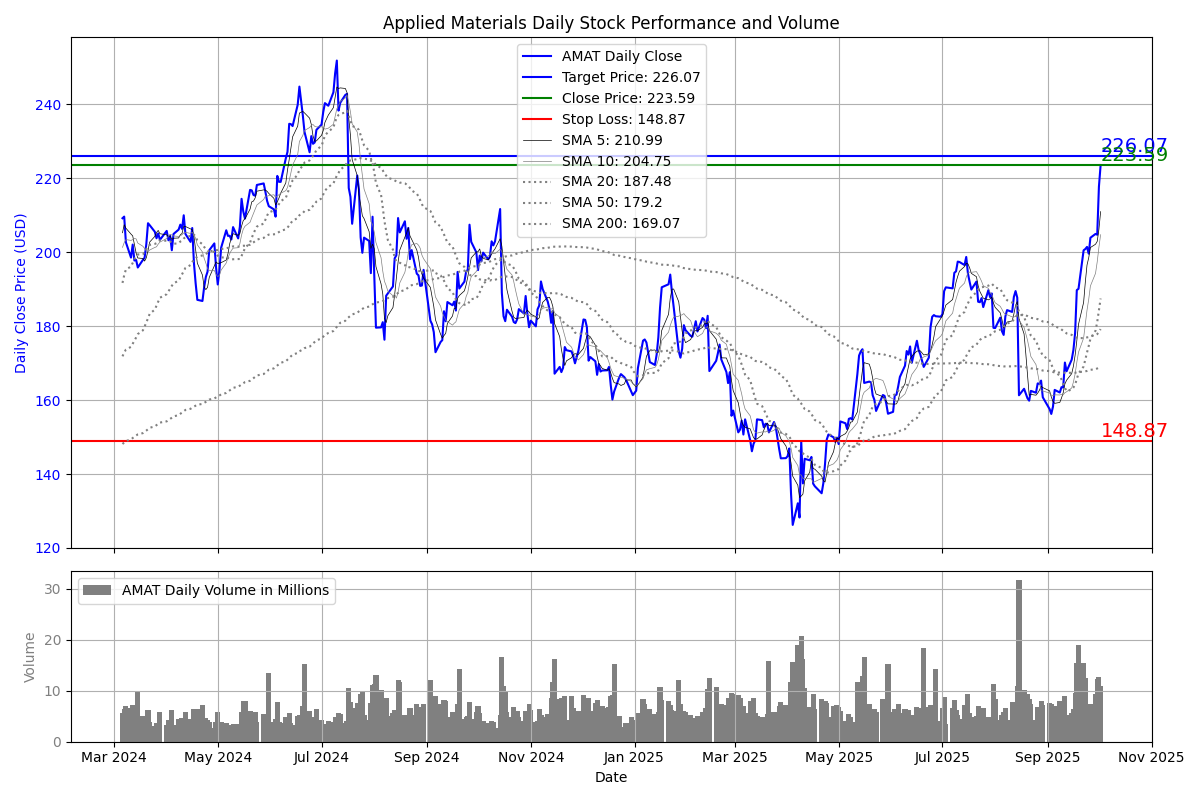 Applied Materials Daily Stock Performance and Volume
Daily Close Price (USD)
240
220
200
180
160
140
120
AMAT Daily Close
Target Price: 226.07
Close Price: 223.59
Stop Loss: 148.87
SMA 5: 210.99
SMA 10: 204.75
SMA 20: 187.48
SMA 50: 179.2
SMA 200: 169.07
226.07
223.59
148.87
Volume
30
20
10
0
AMAT Daily Volume in Millions
Mar 2024 May 2024 Jul 2024 Sep 2024 Nov 2024 Jan 2025 Mar 2025 May 2025 Jul 2025 Sep 2025 Nov 2025
Date